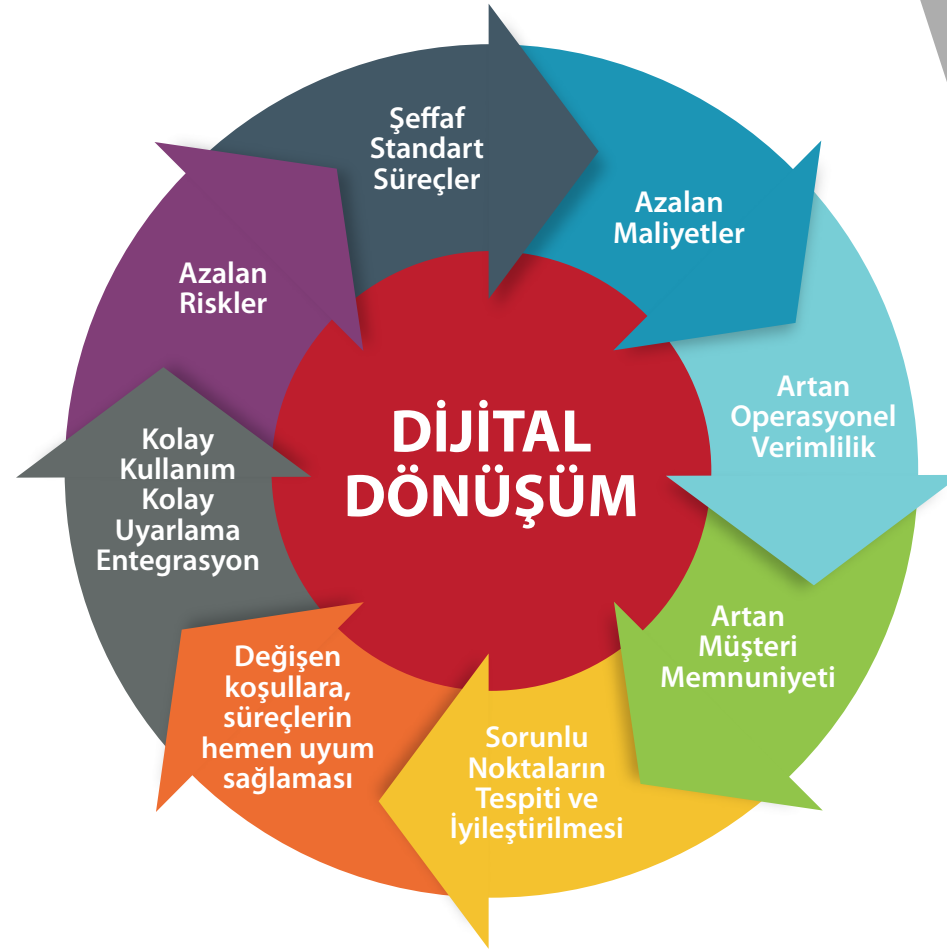 Şeffaf
Standart
Süreçler
Azalan
Maliyetler
Artan
Operasyonel
Verimlilik
Artan
Müşteri
Memnuniyeti
Sorunlu
Noktaların
Tespiti ve
İyileştirilmesi
Değişen
koşullara,
süreçlerin
hemen uyum
sağlaması
Kolay
Kullanım
Kolay
Uyarlama
Entegrasyon
Azalan
Riskler
DİJİTAL
DÖNÜŞÜM